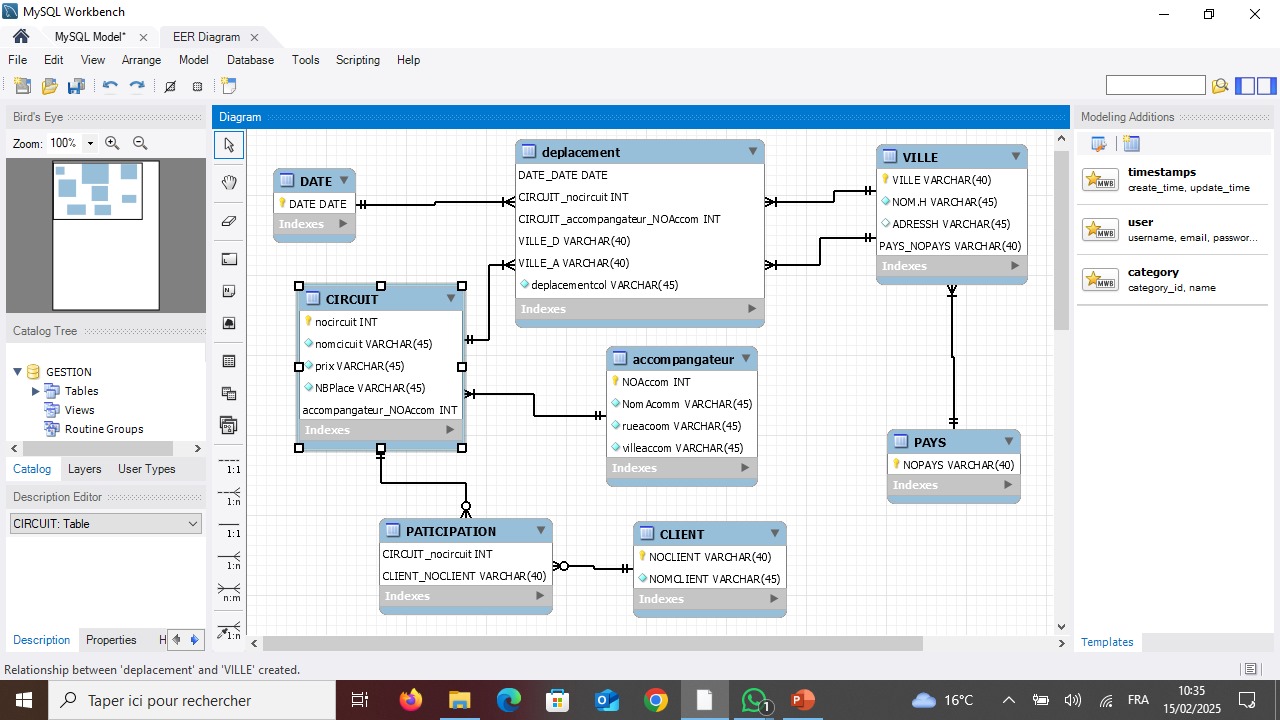 MySQL Workbench
MySQL Model*
EER Diagram
File Edit View Arrange Model Database Tools Scripting Help
Bird's Eye
Zoom: 100%
Catalog Tree
GESTION
Tables
Views
Routine Groups
Catalog Layers User Types
Description Editor
CIRCUIT: Table
Description Properties H
Diagram
1:1
1:n
1:1
1:n
n:m
1:n
DATE
DATE DATE
Indexes
deplacement
DATE_DATE DATE
CIRCUIT_nocircuit INT
CIRCUIT_accompangateur_NOAccom INT
VILLE_D VARCHAR(40)
VILLE_A VARCHAR(40)
deplacementcol VARCHAR(45)
Indexes
VILLE
VILLE VARCHAR(40)
NOM.H VARCHAR(45)
ADRESSH VARCHAR(45)
PAYS_NOPAYS VARCHAR(40)
Indexes
CIRCUIT
nocircuit INT
nomcicuit VARCHAR(45)
prix VARCHAR(45)
NBPlace VARCHAR(45)
accompangateur_NOAccom INT
Indexes
accompangateur
NOAccom INT
NomAcomm VARCHAR(45)
rueacoom VARCHAR(45)
villeaccom VARCHAR(45)
Indexes
PAYS
NOPAYS VARCHAR(40)
Indexes
PATICIPATION
CIRCUIT_nocircuit INT
CLIENT_NOCLIENT VARCHAR(40)
Indexes
CLIENT
NOCLIENT VARCHAR(40)
NOMCLIENT VARCHAR(45)
Indexes
Modeling Additions
MWB
timestamps
create_time, update_time
MWB
user
username, email, passwor...
MWB
category
category_id, name
Templates
Relationship between 'deplacement' and 'VILLE' created.
Taper ici pour rechercher
1
16°C
FRA
10:35
15/02/2025